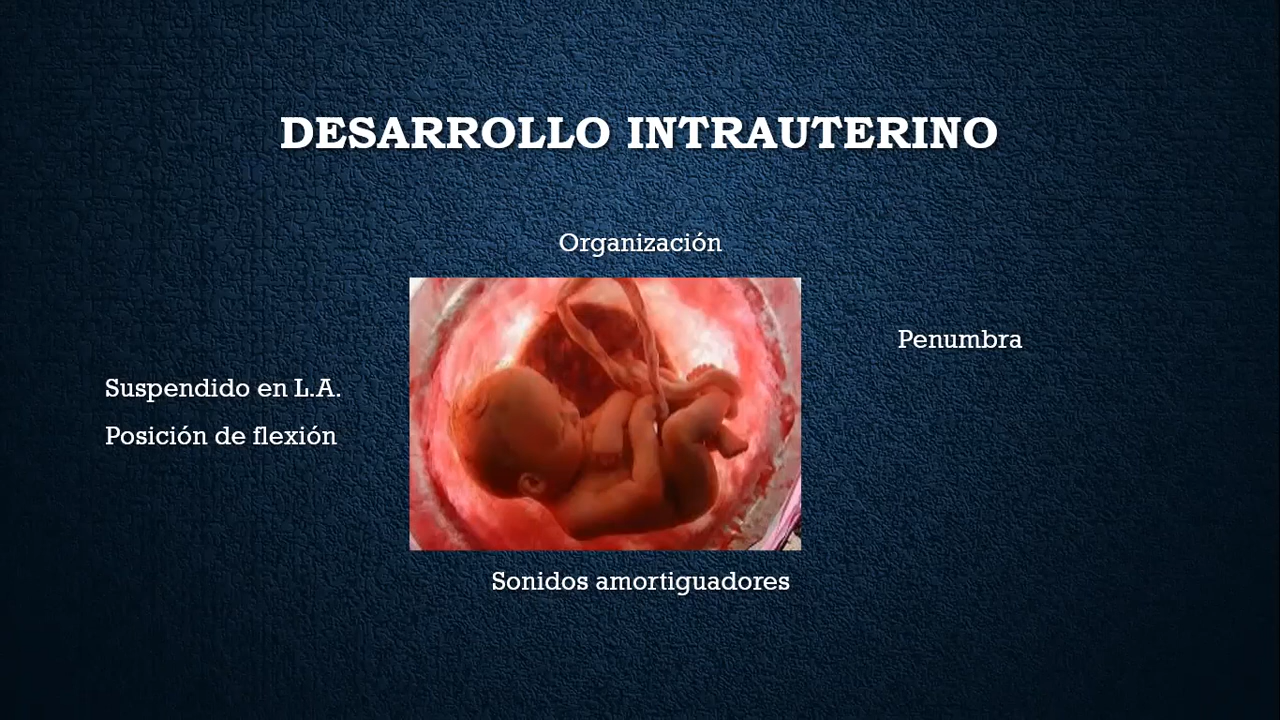 DESARROLLO INTRAUTERINO
Organización
Penumbra
Suspendido en L.A.
Posición de flexión
Sonidos amortiguadores